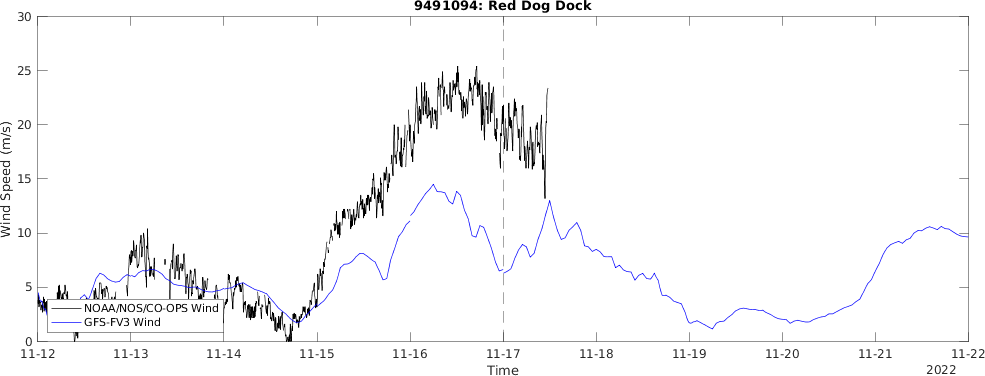 9491094: Red Dog Dock
30
25
20
15
10
5
0
Wind Speed (m/s)
NOAA/NOS/CO-OPS Wind
GFS-FV3 Wind
11-12 11-13 11-14 11-15 11-16 11-17 11-18 11-19 11-20 11-21 11-22
Time
2022